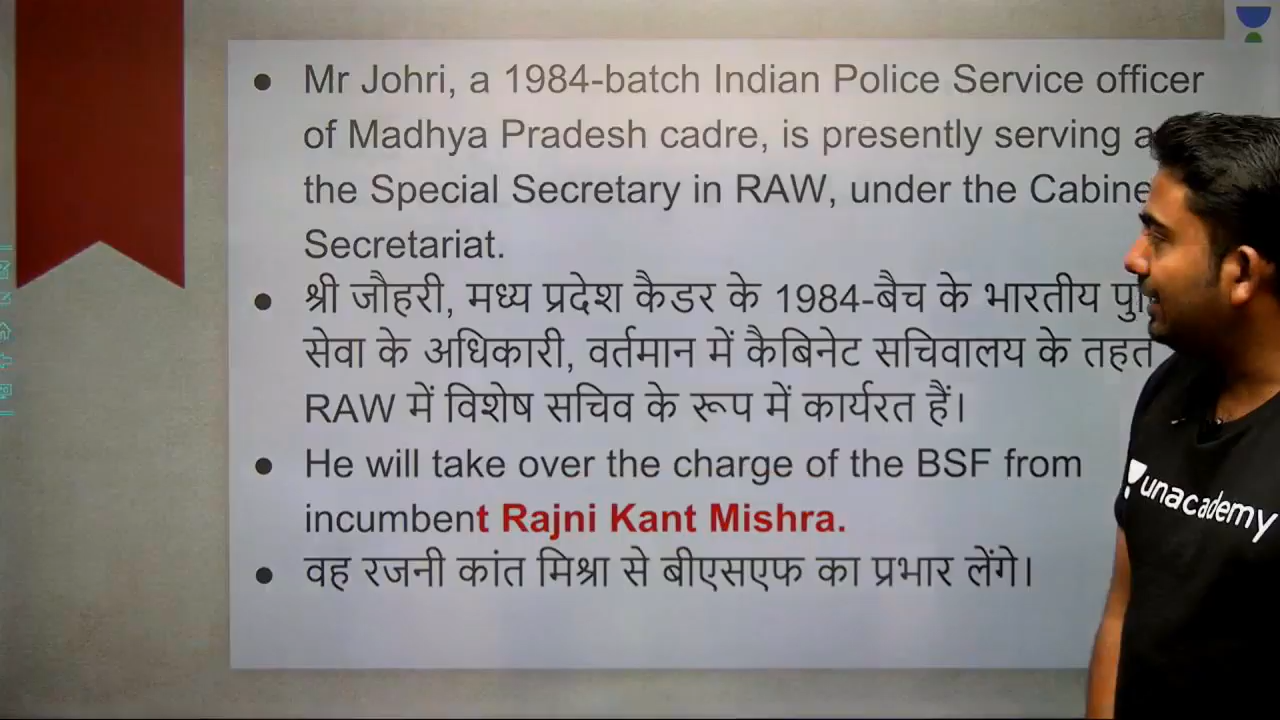 Mr Johri, a 1984-batch Indian Police Service officer
of Madhya Pradesh cadre, is presently serving
the Special Secretary in RAW, under the
Secretariat.
श्री जौहरी, मध्य प्रदेश कैडर के 1984-बैच के भारतीय
सेवा के अधिकारी, वर्तमान में कैबिनेट सचिवालय के तहत
RAW में विशेष सचिव के रूप में कार्यरत हैं।
He will take over the charge of the BSF from
incumbent Rajni Kant Mishra.
वह रजनी कांत मिश्रा से बीएसएफ का प्रभार लेंगे।
unacademy